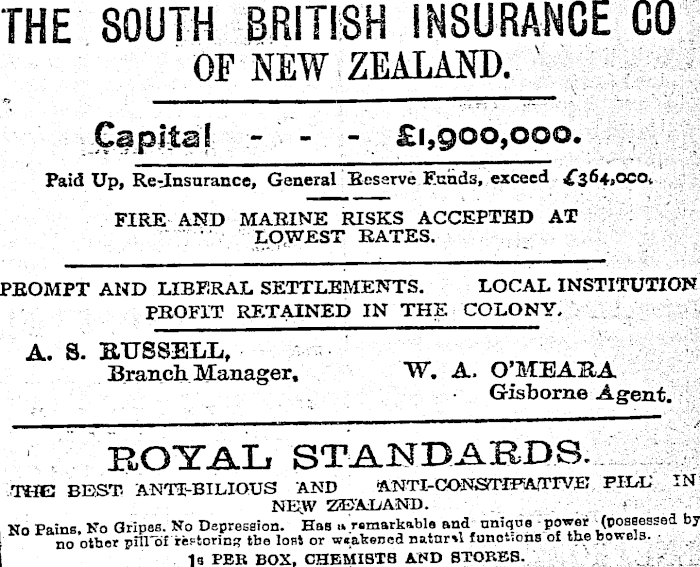 THE SOUTH BRITISH INSURANCE CO
OF NEW ZEALAND.
Capital - - - £1,900,000.
Paid Up, Re-Insurance, General Reserve Funds, exceed £364,000.
FIRE AND MARINE RISKS ACCEPTED AT
LOWEST RATES.
PROMPT AND LIBERAL SETTLEMENTS. LOCAL INSTITUTION
PROFIT RETAINED IN THE COLONY.
A. S. RUSSELL,
Branch Manager.
W. A. O'MEARA
Gisborne Agent.
ROYAL STANDARDS.
THE BEST ANTI-BILIOUS AND ANTI-CONSTIPATIVE PILL IN
NEW ZEALAND.
No Pains, No Gripes. No Depression. Has a remarkable and unique power (possessed by
no other pill of restoring the lost or weakened natural functions of the bowels.
1s PER BOX, CHEMISTS AND STORES.